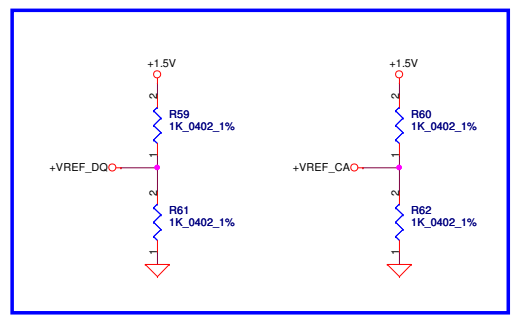 +1.5V
2
R59
1K_0402_1%
1
+VREF_DQ
2
R61
1K_0402_1%
1
+1.5V
2
R60
1K_0402_1%
1
+VREF_CA
2
R62
1K_0402_1%
1